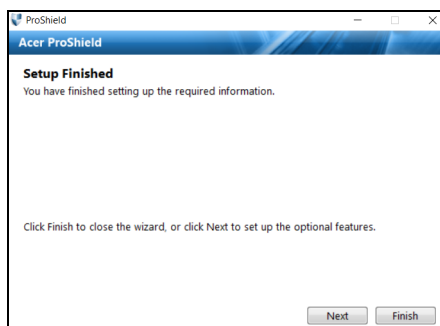 ProShield
Acer ProShield
Setup Finished
You have finished setting up the required information.
Click Finish to close the wizard, or click Next to set up the optional features.
Next Finish